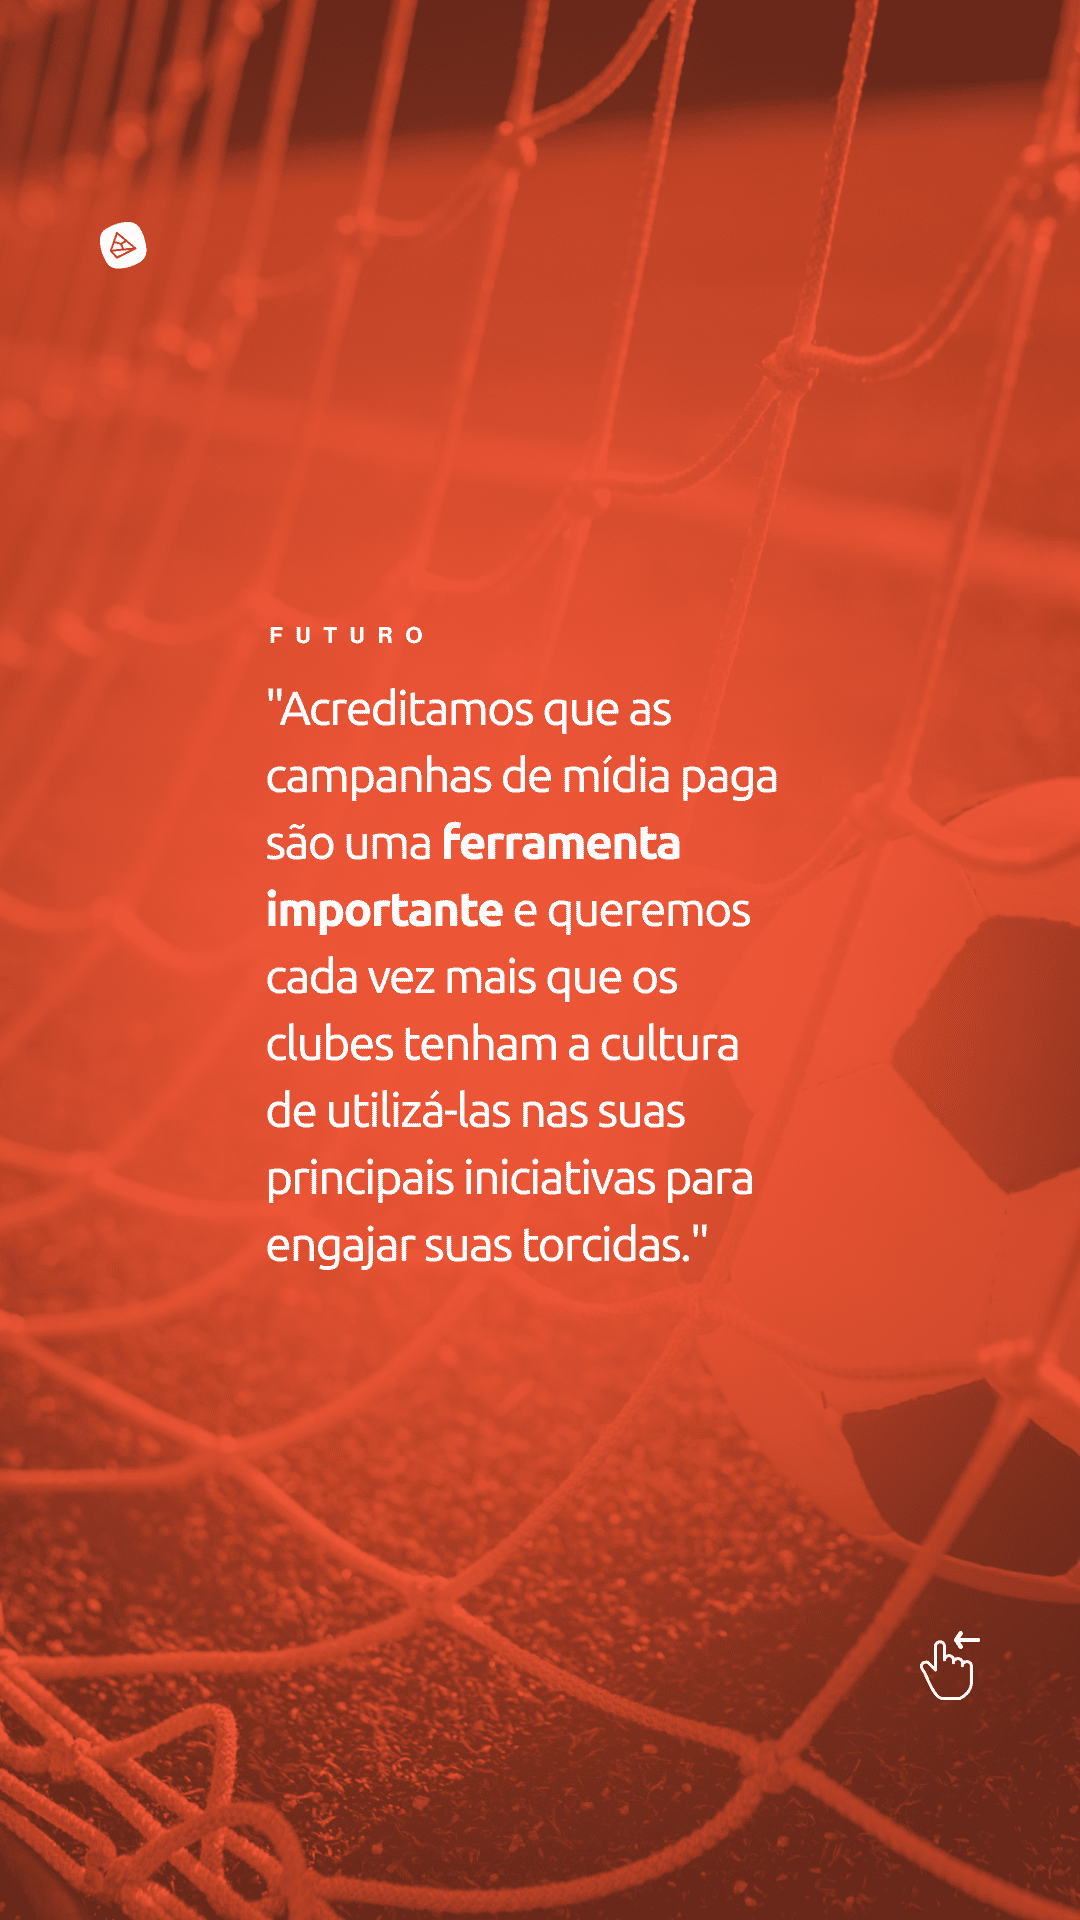 FUTURO
"Acreditamos que as
campanhas de mídia paga
são uma ferramenta
importante e queremos
cada vez mais que os
clubes tenham a cultura
de utilizá-las nas suas
principais iniciativas para
engajar suas torcidas."